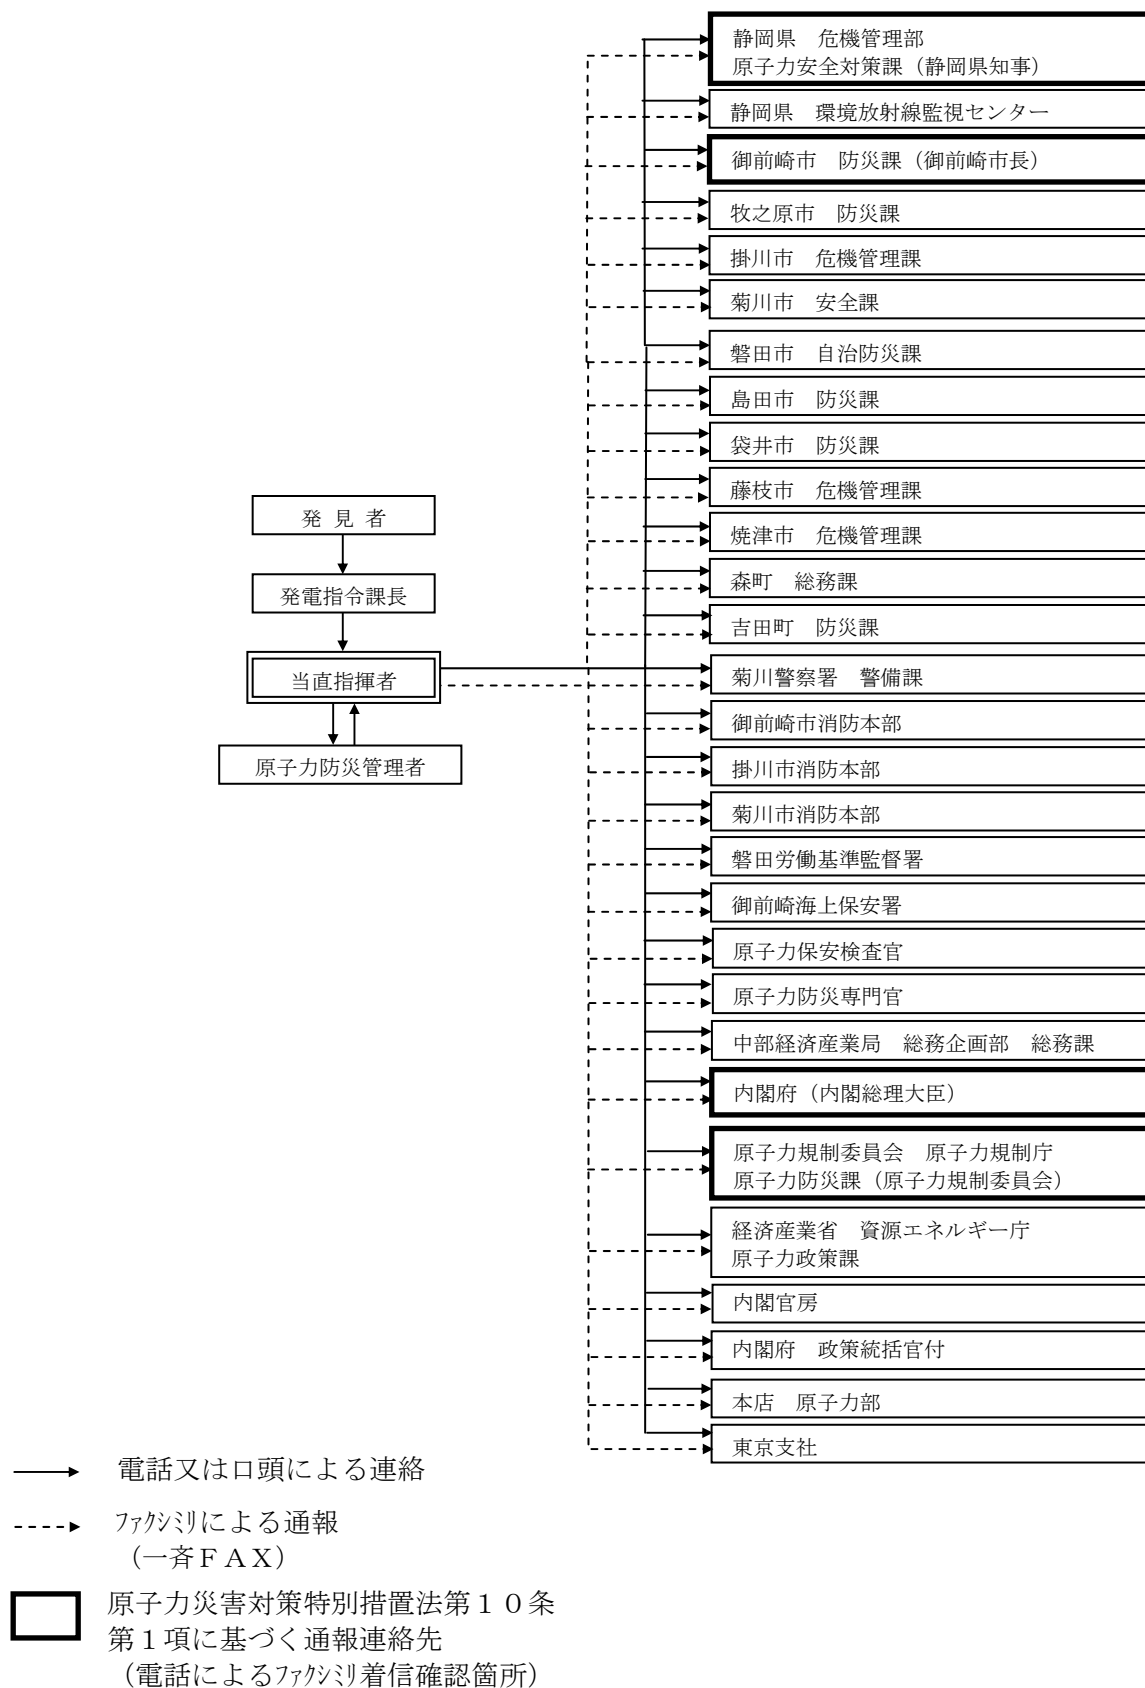 静岡県　危機管理部
原子力安全対策課（静岡県知事）
静岡県　環境放射線監視センター
御前崎市　防災課（御前崎市長）
牧之原市　防災課
掛川市　危機管理課
菊川市　安全課
磐田市　自治防災課
島田市　防災課
袋井市　防災課
藤枝市　危機管理課
焼津市　危機管理課
森町　総務課
吉田町　防災課
菊川警察署　警備課
御前崎市消防本部
掛川市消防本部
菊川市消防本部
磐田労働基準監督署
御前崎海上保安署
原子力保安検査官
原子力防災専門官
中部経済産業局　総務企画部　総務課
内閣府（内閣総理大臣）
原子力規制委員会　原子力規制庁
原子力防災課（原子力規制委員会）
経済産業省　資源エネルギー庁
原子力政策課
内閣官房
内閣府　政策統括官付
本店　原子力部
東京支社
発 見 者
発電指令課長
当直指揮者
原子力防災管理者
電話又は口頭による連絡
ﾌｧｸｼﾐﾘによる通報
（一斉ＦＡＸ）
原子力災害対策特別措置法第１０条
第１項に基づく通報連絡先
（電話によるﾌｧｸｼﾐﾘ着信確認箇所）